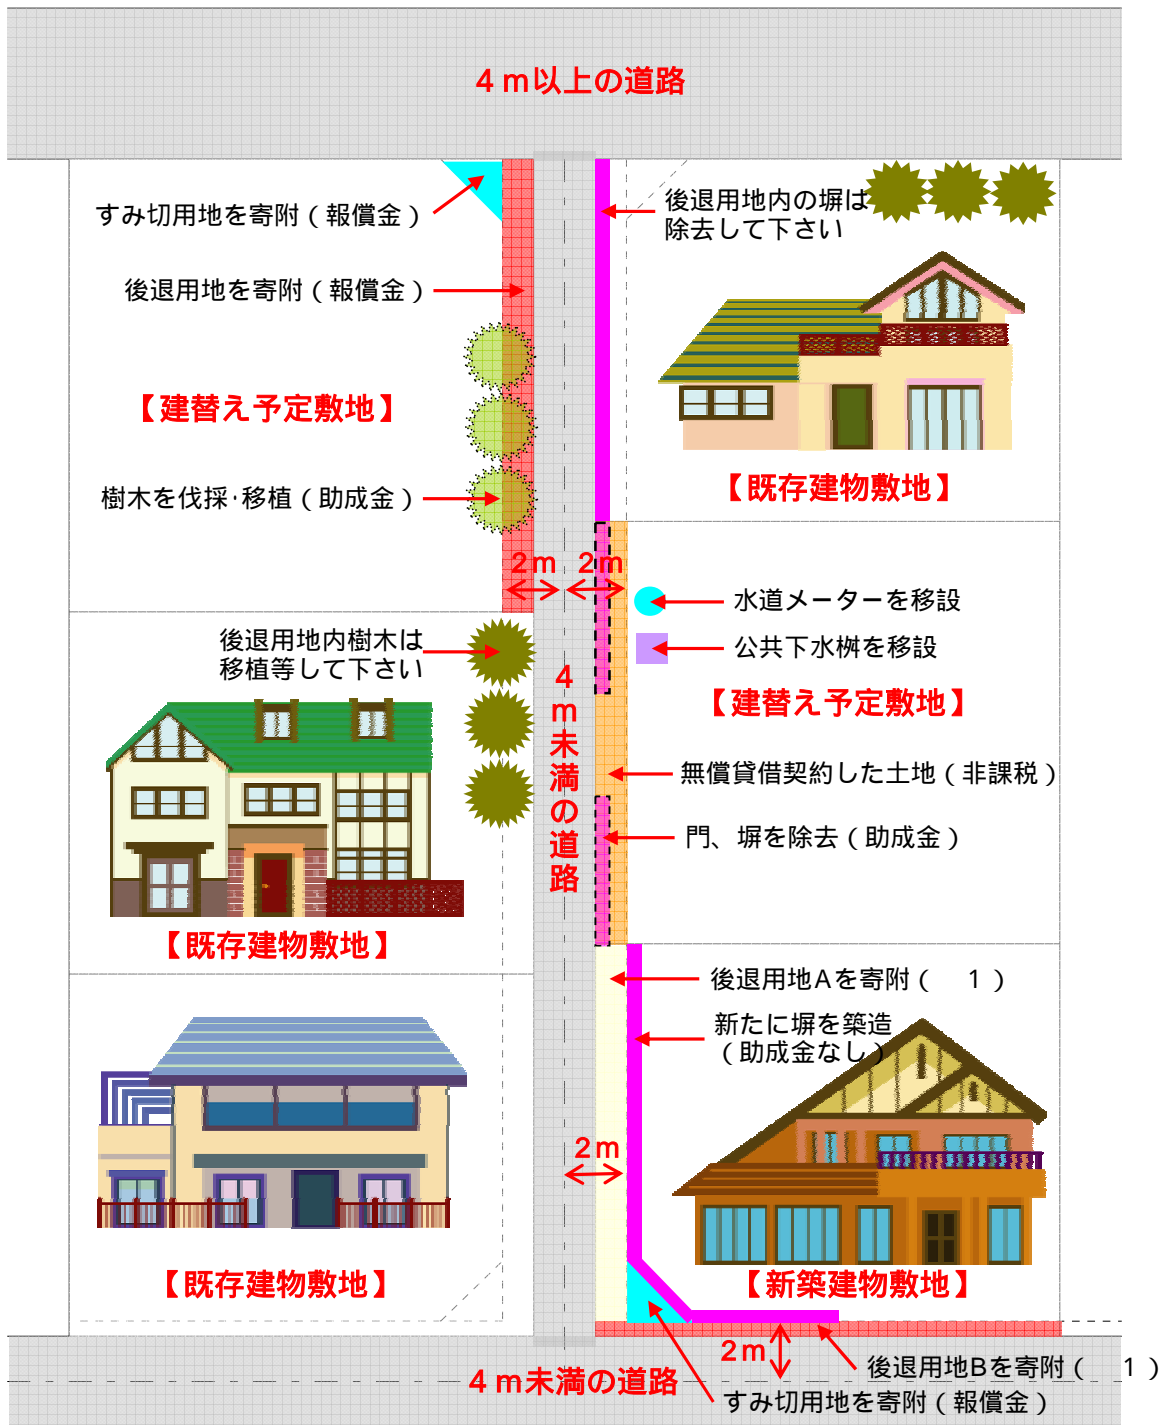 4m以上の道路
すみ切用地を寄附(報償金)
後退用地を寄附(報償金)
【建替え予定敷地】
樹木を伐採・移植(助成金)
後退用地内の塀は
除去して下さい
【既存建物敷地】
2m
2m
後退用地内樹木は
移植等して下さい
【既存建物敷地】
4m未満の道路
水道メーターを移設
公共下水桝を移設
【建替え予定敷地】
無償貸借契約した土地(非課税)
門、塀を除去(助成金)
後退用地Aを寄附( 1)
新たに塀を築造
(助成金なし)
2m
【既存建物敷地】
【新築建物敷地】
2m
4m未満の道路
後退用地Bを寄附( 1)
すみ切用地を寄附(報償金)